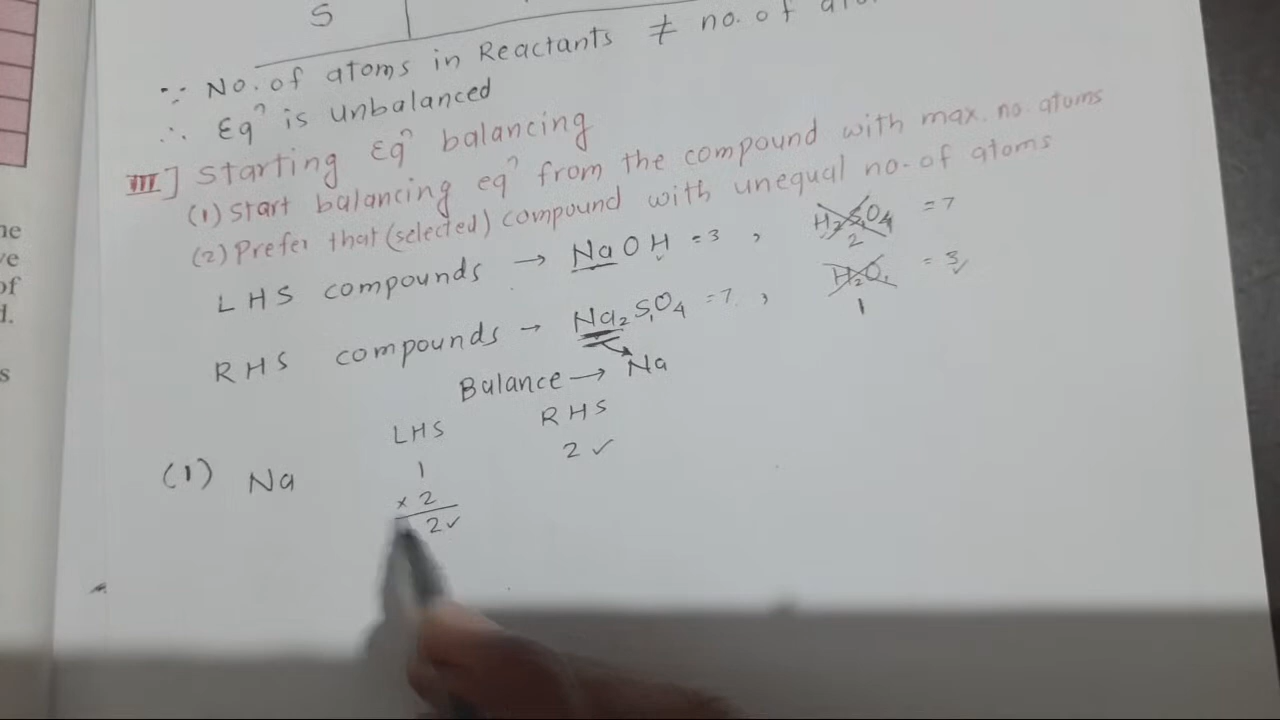 S
∵ No. of atoms in Reactants ≠ no. of
∴ Eqⁿ is unbalanced
III] Starting Eqⁿ balancing
(1) Start balancing eqⁿ from the compound with max. no. atoms
(2) Prefer that (selected) compound with unequal no. of atoms
LHS compounds → NaOH = 3 , H₂SO₄ = 7
2
RHS compounds → Na₂SO₄ = 7 , H₂O = 3 ✓
1
Balance → Na
LHS RHS
(1) Na 1 2 ✓
× 2
2 ✓